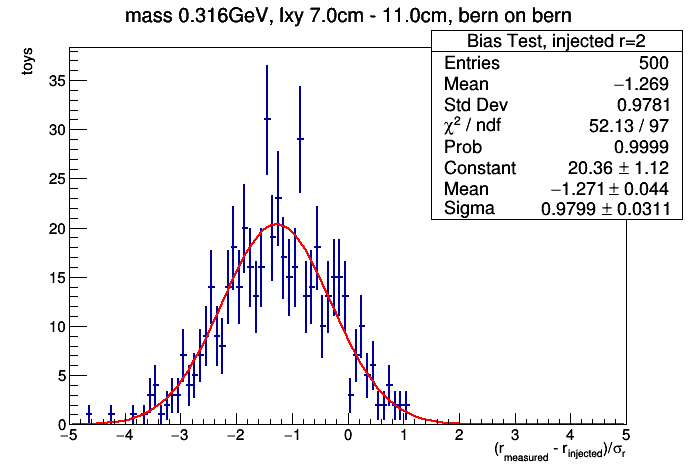 mass 0.316GeV, lxy 7.0cm - 11.0cm, bern on bern
Bias Test, injected r=2
Entries 500
Mean −1.269
Std Dev 0.9781
χ² / ndf 52.13 / 97
Prob 0.9999
Constant 20.36 ± 1.12
Mean −1.271 ± 0.044
Sigma 0.9799 ± 0.0311
toys
35
30
25
20
15
10
5
0
−5 −4 −3 −2 −1 0 1 2 3 4 5
(r_measured - r_injected)/σ_r